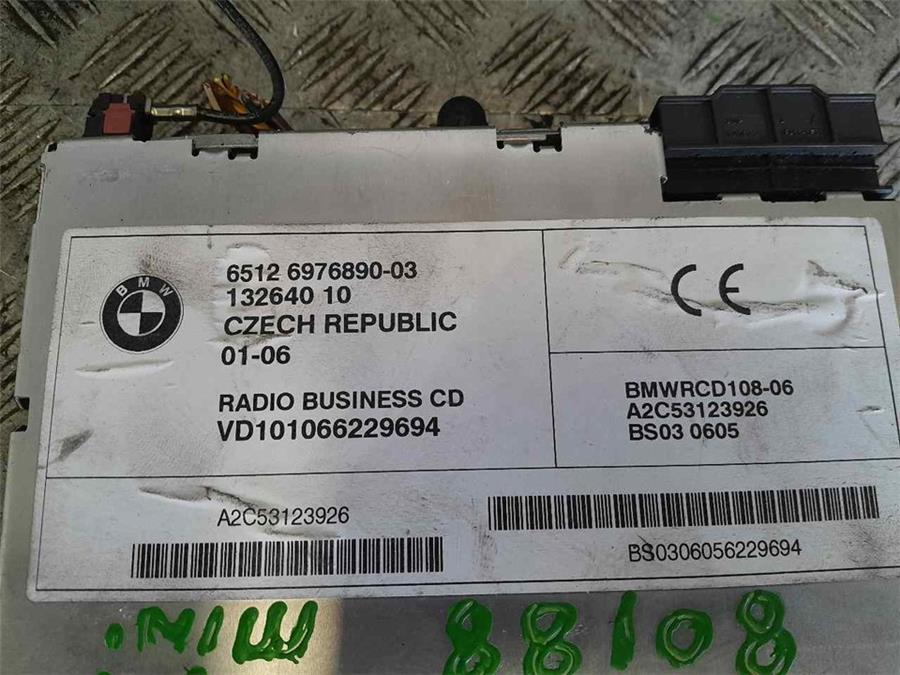 BMW
6512 6976890-03
132640 10
CZECH REPUBLIC
01-06
RADIO BUSINESS CD
VD101066229694
CE
BMWRCD108-06
A2C53123926
BS03 0605
A2C53123926
BS0306056229694
MINI
88108